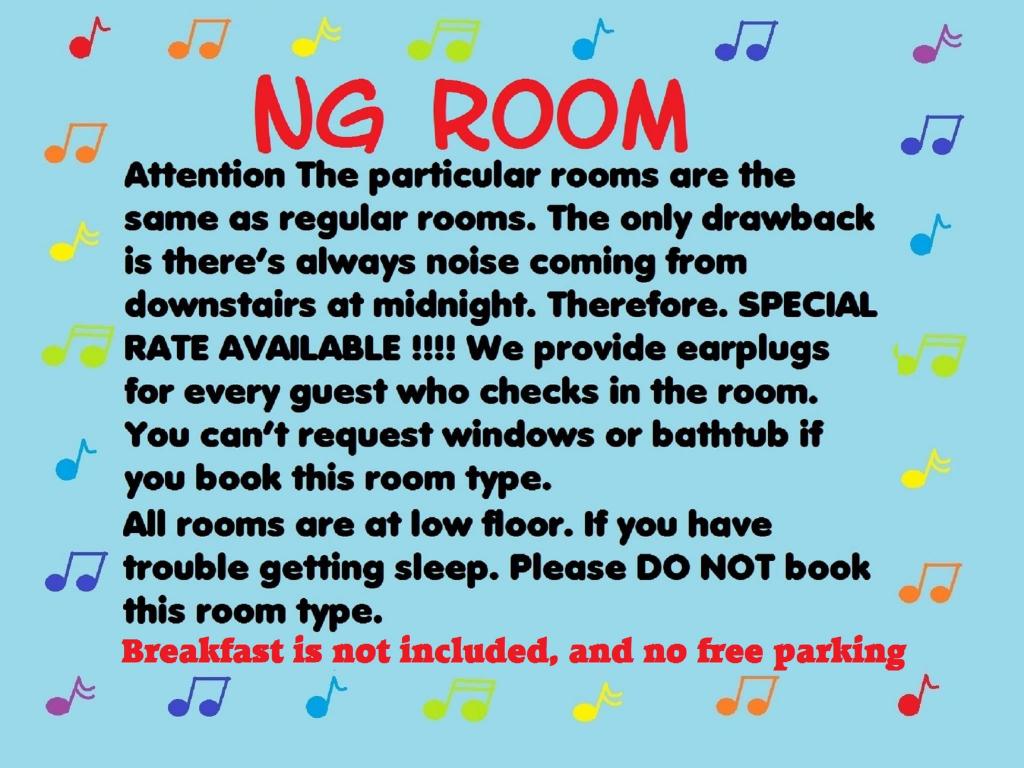 NG ROOM
Attention The particular rooms are the
same as regular rooms. The only drawback
is there's always noise coming from
downstairs at midnight. Therefore. SPECIAL
RATE AVAILABLE !!!! We provide earplugs
for every guest who checks in the room.
You can't request windows or bathtub if
you book this room type.
All rooms are at low floor. If you have
trouble getting sleep. Please DO NOT book
this room type.
Breakfast is not included, and no free parking